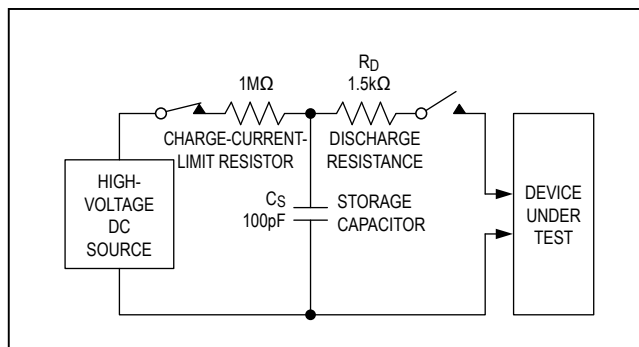 RD
1MΩ
1.5kΩ
CHARGE-CURRENT-
LIMIT RESISTOR
DISCHARGE
RESISTANCE
HIGH-
VOLTAGE
DC
SOURCE
CS
100pF
STORAGE
CAPACITOR
DEVICE
UNDER
TEST